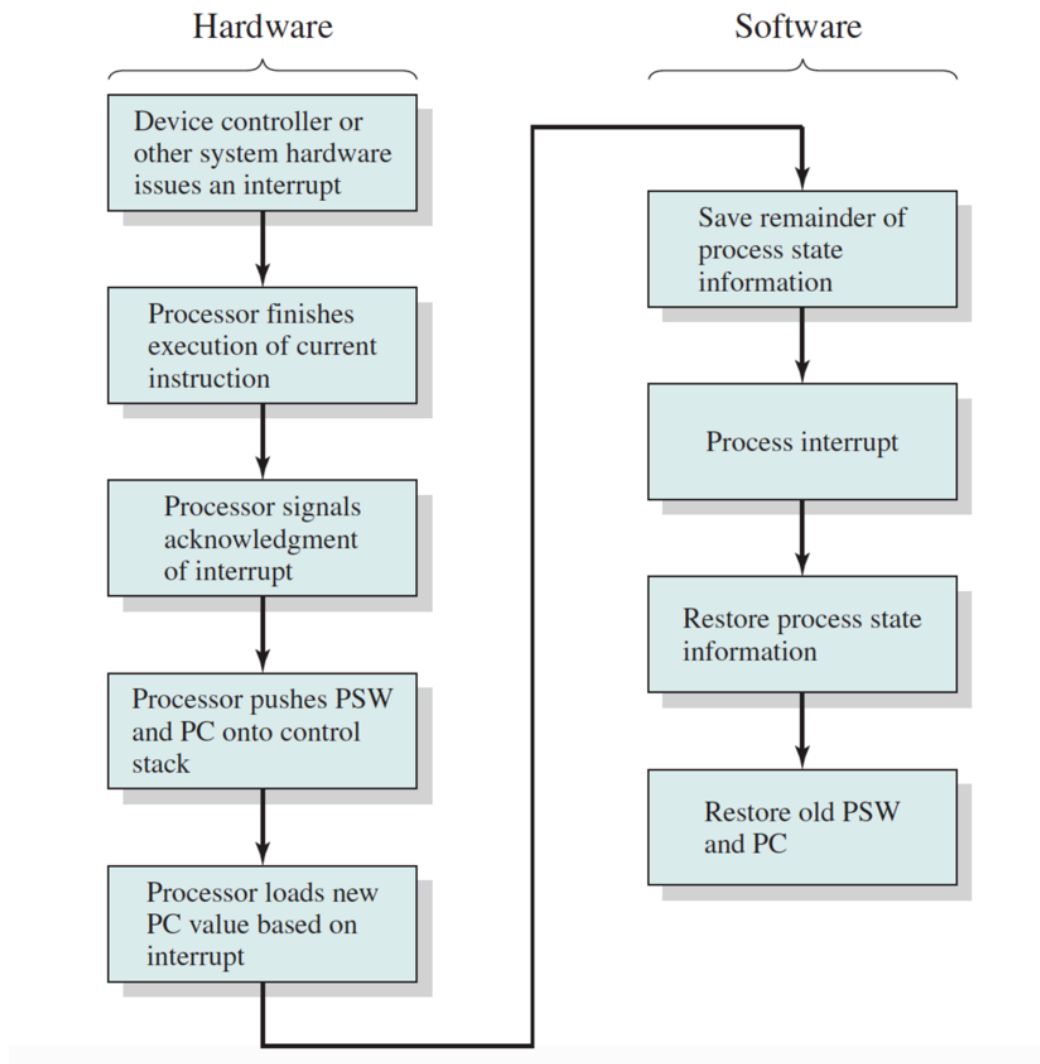 Hardware
Device controller or
other system hardware
issues an interrupt
Processor finishes
execution of current
instruction
Processor signals
acknowledgment
of interrupt
Processor pushes PSW
and PC onto control
stack
Processor loads new
PC value based on
interrupt
Software
Save remainder of
process state
information
Process interrupt
Restore process state
information
Restore old PSW
and PC